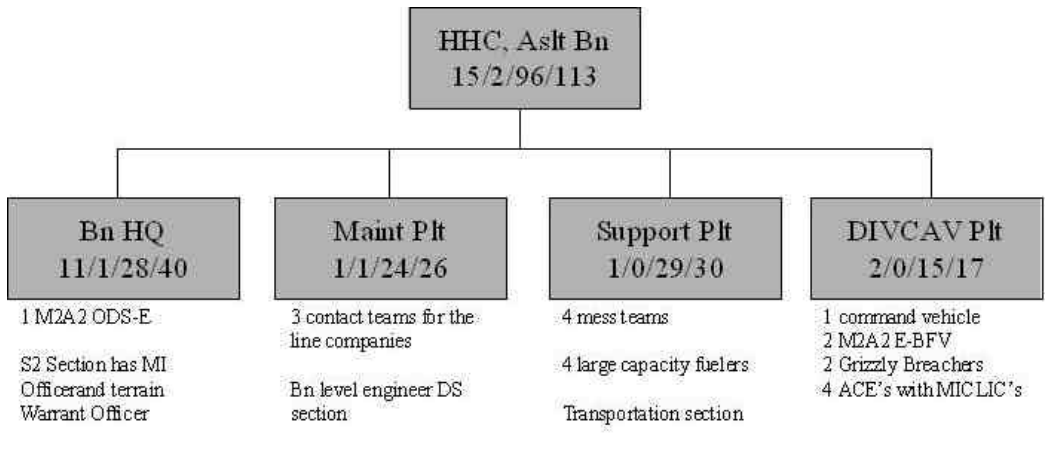 HHC, Aslt Bn
15/2/96/113
Bn HQ
11/1/28/40
Maint Plt
1/1/24/26
Support Plt
1/0/29/30
DIVCAV Plt
2/0/15/17
1 M2A2 ODS-E
S2 Section has MI
Officerand terrain
Warrant Officer
3 contact teams for the
line companies
Bn level engineer DS
section
4 mess teams
4 large capacity fuelers
Transportation section
1 command vehicle
2 M2A2 E-BFV
2 Grizzly Breachers
4 ACE's with MICLIC's